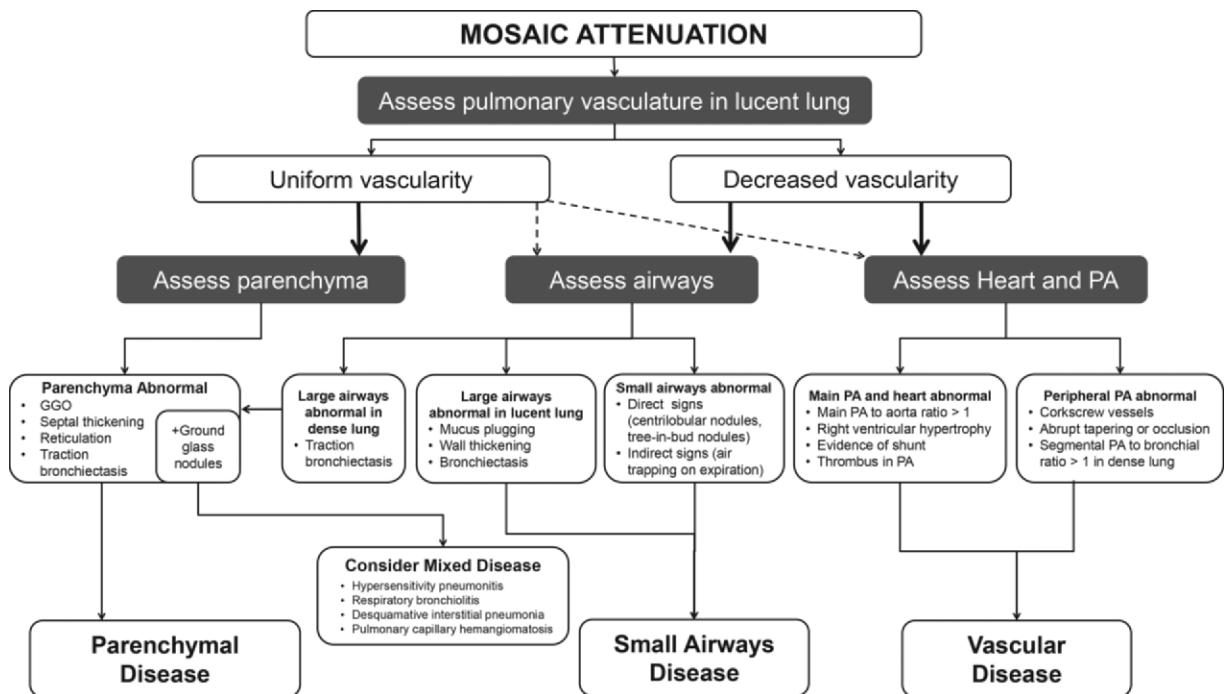 MOSAIC ATTENUATION
Assess pulmonary vasculature in lucent lung
Uniform vascularity
Decreased vascularity
Assess parenchyma
Assess airways
Assess Heart and PA
Parenchyma Abnormal
• GGO
• Septal thickening
• Reticulation
• Traction
bronchiectasis
+Ground
glass
nodules
Large airways
abnormal in
dense lung
• Traction
bronchiectasis
Large airways
abnormal in lucent lung
• Mucus plugging
• Wall thickening
• Bronchiectasis
Small airways abnormal
• Direct signs
(centrilobular nodules,
tree-in-bud nodules)
• Indirect signs (air
trapping on expiration)
Main PA and heart abnormal
• Main PA to aorta ratio > 1
• Right ventricular hypertrophy
• Evidence of shunt
• Thrombus in PA
Peripheral PA abnormal
• Corkscrew vessels
• Abrupt tapering or occlusion
• Segmental PA to bronchial
ratio > 1 in dense lung
Consider Mixed Disease
• Hypersensitivity pneumonitis
• Respiratory bronchiolitis
• Desquamative interstitial pneumonia
• Pulmonary capillary hemangiomatosis
Parenchymal
Disease
Small Airways
Disease
Vascular
Disease